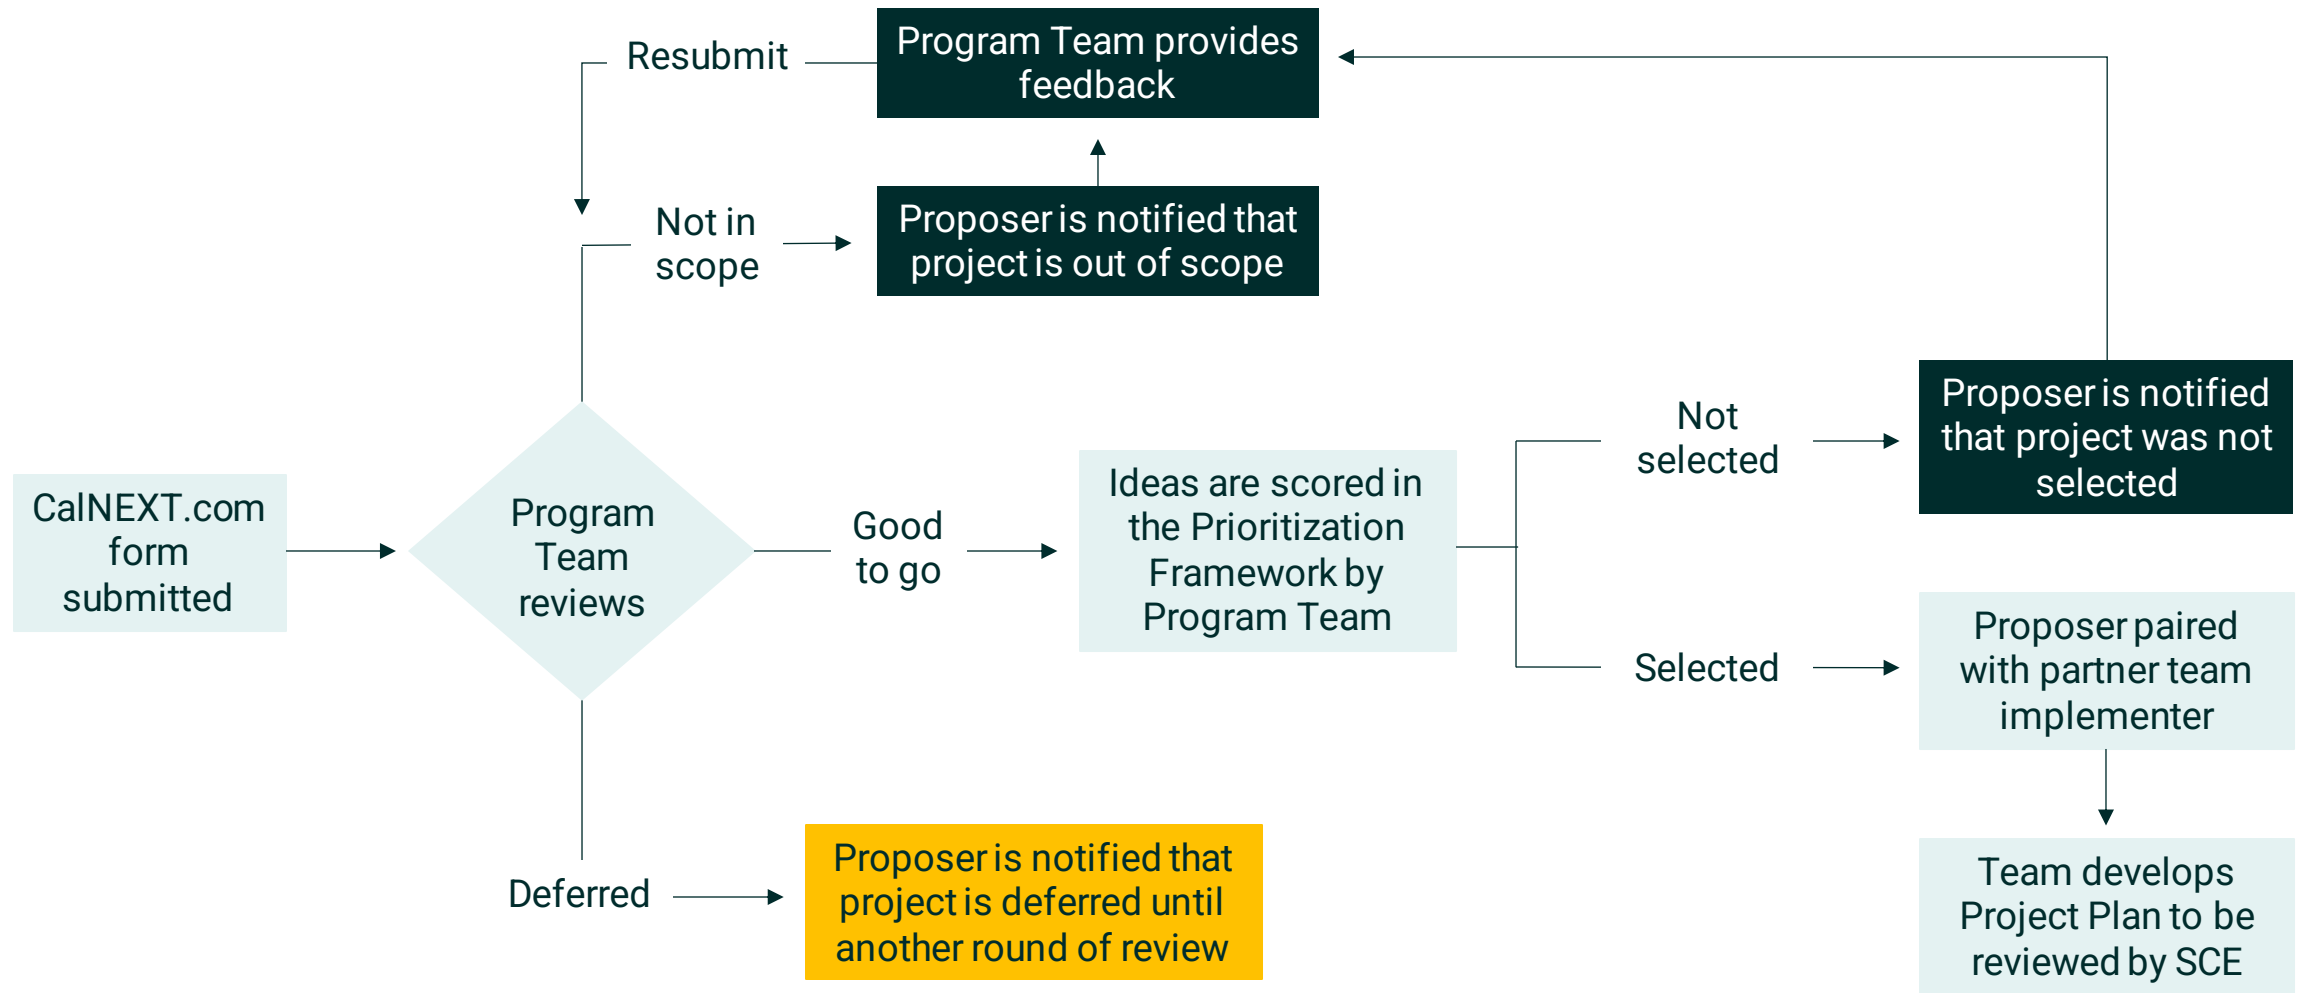 Resubmit
Program Team provides
feedback
Not in
scope
Proposer is notified that
project is out of scope
CalNEXT.com
form
submitted
Program
Team
reviews
Good
to go
Ideas are scored in
the Prioritization
Framework by
Program Team
Not
selected
Proposer is notified
that project was not
selected
Selected
Proposer paired
with partner team
implementer
Deferred
Proposer is notified that
project is deferred until
another round of review
Team develops
Project Plan to be
reviewed by SCE